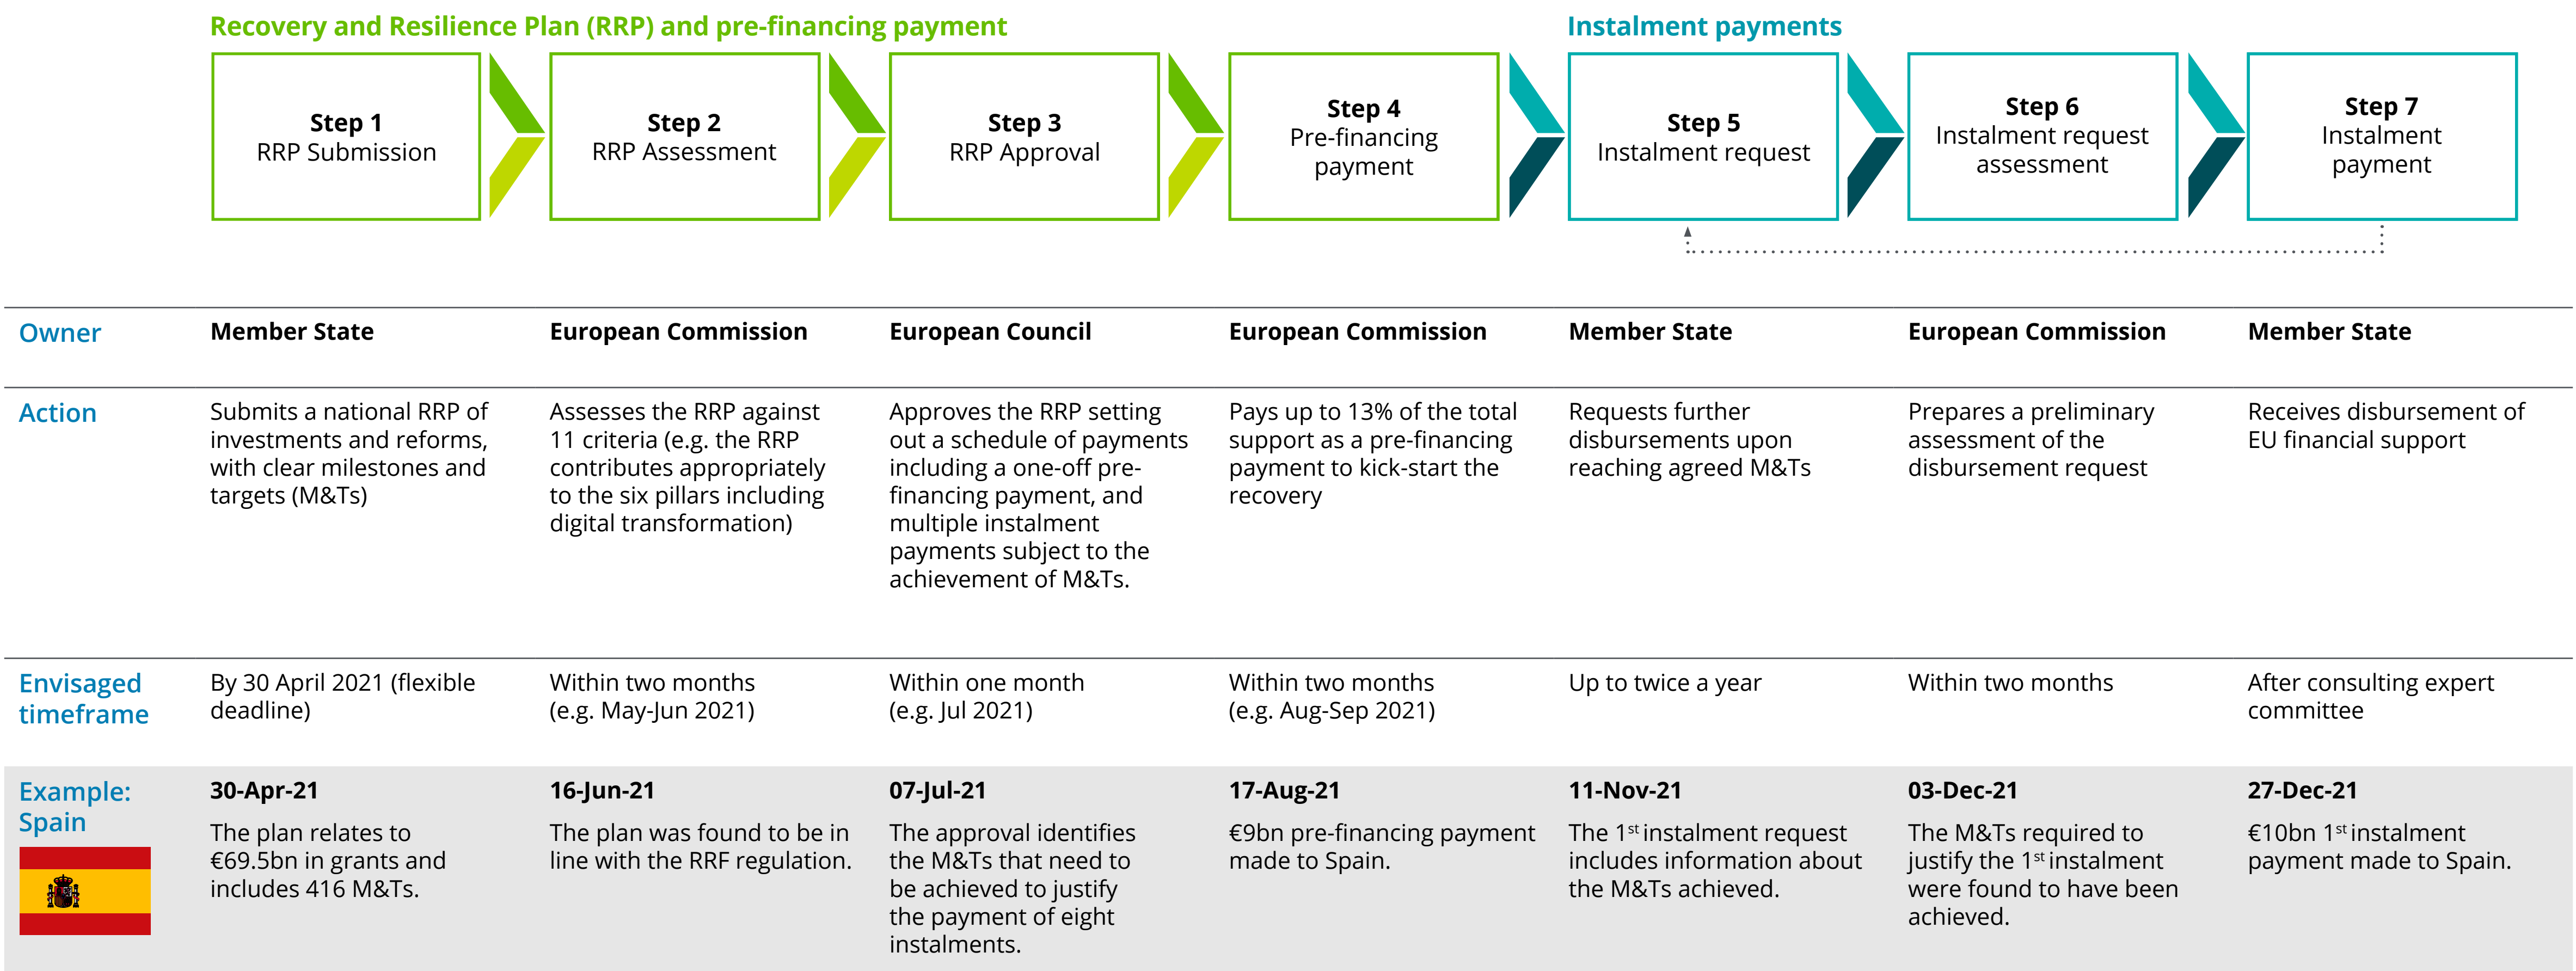 Recovery and Resilience Plan (RRP) and pre-financing payment
Instalment payments
Step 1
RRP Submission
Step 2
RRP Assessment
Step 3
RRP Approval
Step 4
Pre-financing
payment
Step 5
Instalment request
Step 6
Instalment request
assessment
Step 7
Instalment
payment
Owner
Member State
European Commission
European Council
European Commission
Member State
European Commission
Member State
Action
Submits a national RRP of
investments and reforms,
with clear milestones and
targets (M&Ts)
Assesses the RRP against
11 criteria (e.g. the RRP
contributes appropriately
to the six pillars including
digital transformation)
Approves the RRP setting
out a schedule of payments
including a one-off pre-
financing payment, and
multiple instalment
payments subject to the
achievement of M&Ts.
Pays up to 13% of the total
support as a pre-financing
payment to kick-start the
recovery
Requests further
disbursements upon
reaching agreed M&Ts
Prepares a preliminary
assessment of the
disbursement request
Receives disbursement of
EU financial support
Envisaged
timeframe
By 30 April 2021 (flexible
deadline)
Within two months
(e.g. May-Jun 2021)
Within one month
(e.g. Jul 2021)
Within two months
(e.g. Aug-Sep 2021)
Up to twice a year
Within two months
After consulting expert
committee
Example:
Spain
30-Apr-21
The plan relates to
€69.5bn in grants and
includes 416 M&Ts.
16-Jun-21
The plan was found to be in
line with the RRF regulation.
07-Jul-21
The approval identifies
the M&Ts that need to
be achieved to justify
the payment of eight
instalments.
17-Aug-21
€9bn pre-financing payment
made to Spain.
11-Nov-21
The 1st instalment request
includes information about
the M&Ts achieved.
03-Dec-21
The M&Ts required to
justify the 1st instalment
were found to have been
achieved.
27-Dec-21
€10bn 1st instalment
payment made to Spain.